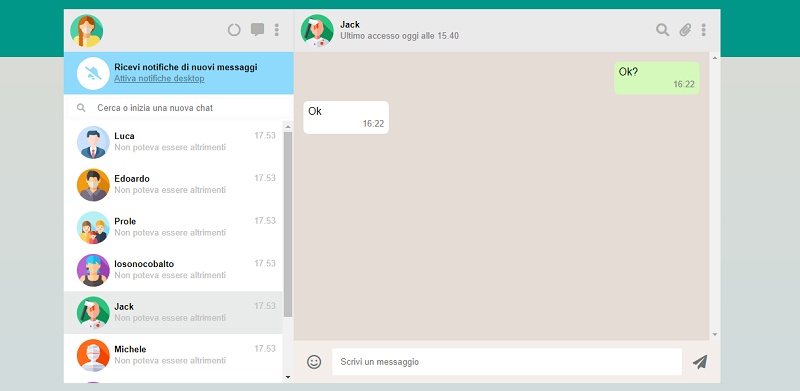 Ricevi notifiche di nuovi messaggi
Attiva notifiche desktop
Cerca o inizia una nuova chat
Luca
17:53
Non poteva essere altrimenti
Edoardo
17:53
Non poteva essere altrimenti
Prole
17:53
Non poteva essere altrimenti
Iosonocobalto
17:53
Non poteva essere altrimenti
Jack
17:53
Non poteva essere altrimenti
Michele
17:53
Non poteva essere altrimenti
Jack
Ultimo accesso oggi alle 15.40
Ok?
16:22
Ok
16:22
Scrivi un messaggio